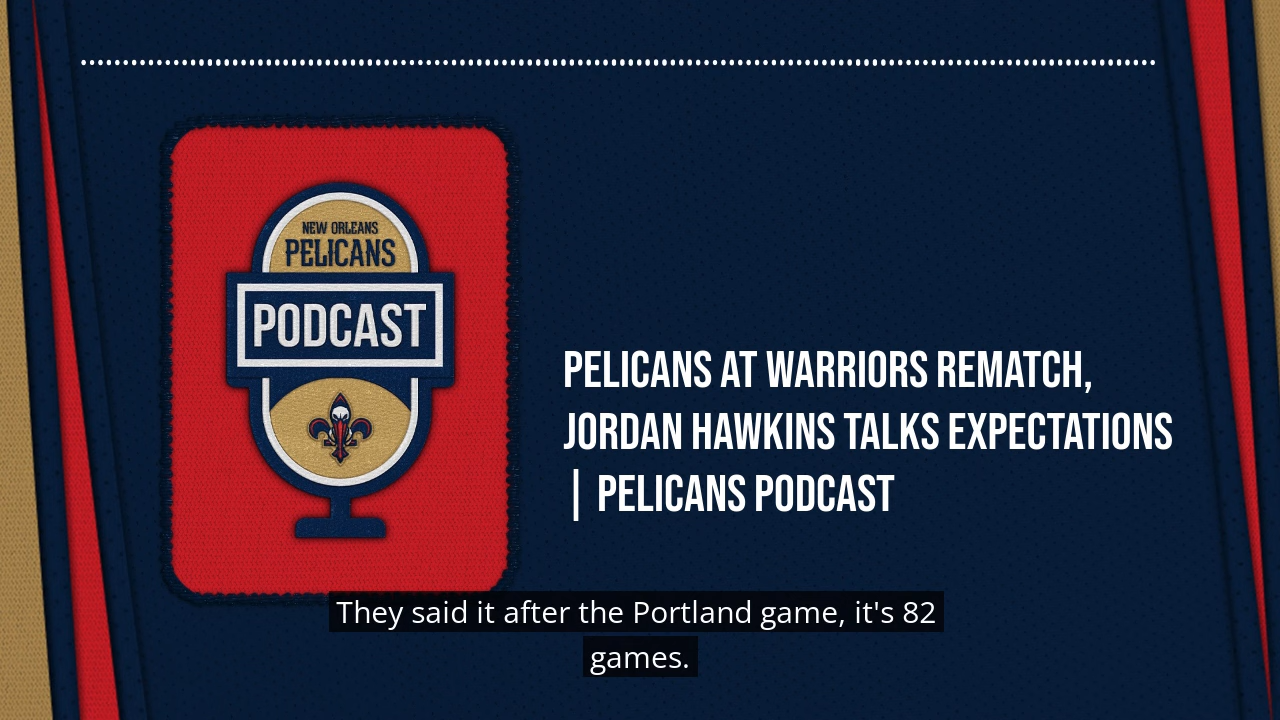 NEW ORLEANS
PELICANS
PODCAST
PELICANS AT WARRIORS REMATCH,
JORDAN HAWKINS TALKS EXPECTATIONS
| PELICANS PODCAST
They said it after the Portland game, it's 82
games.